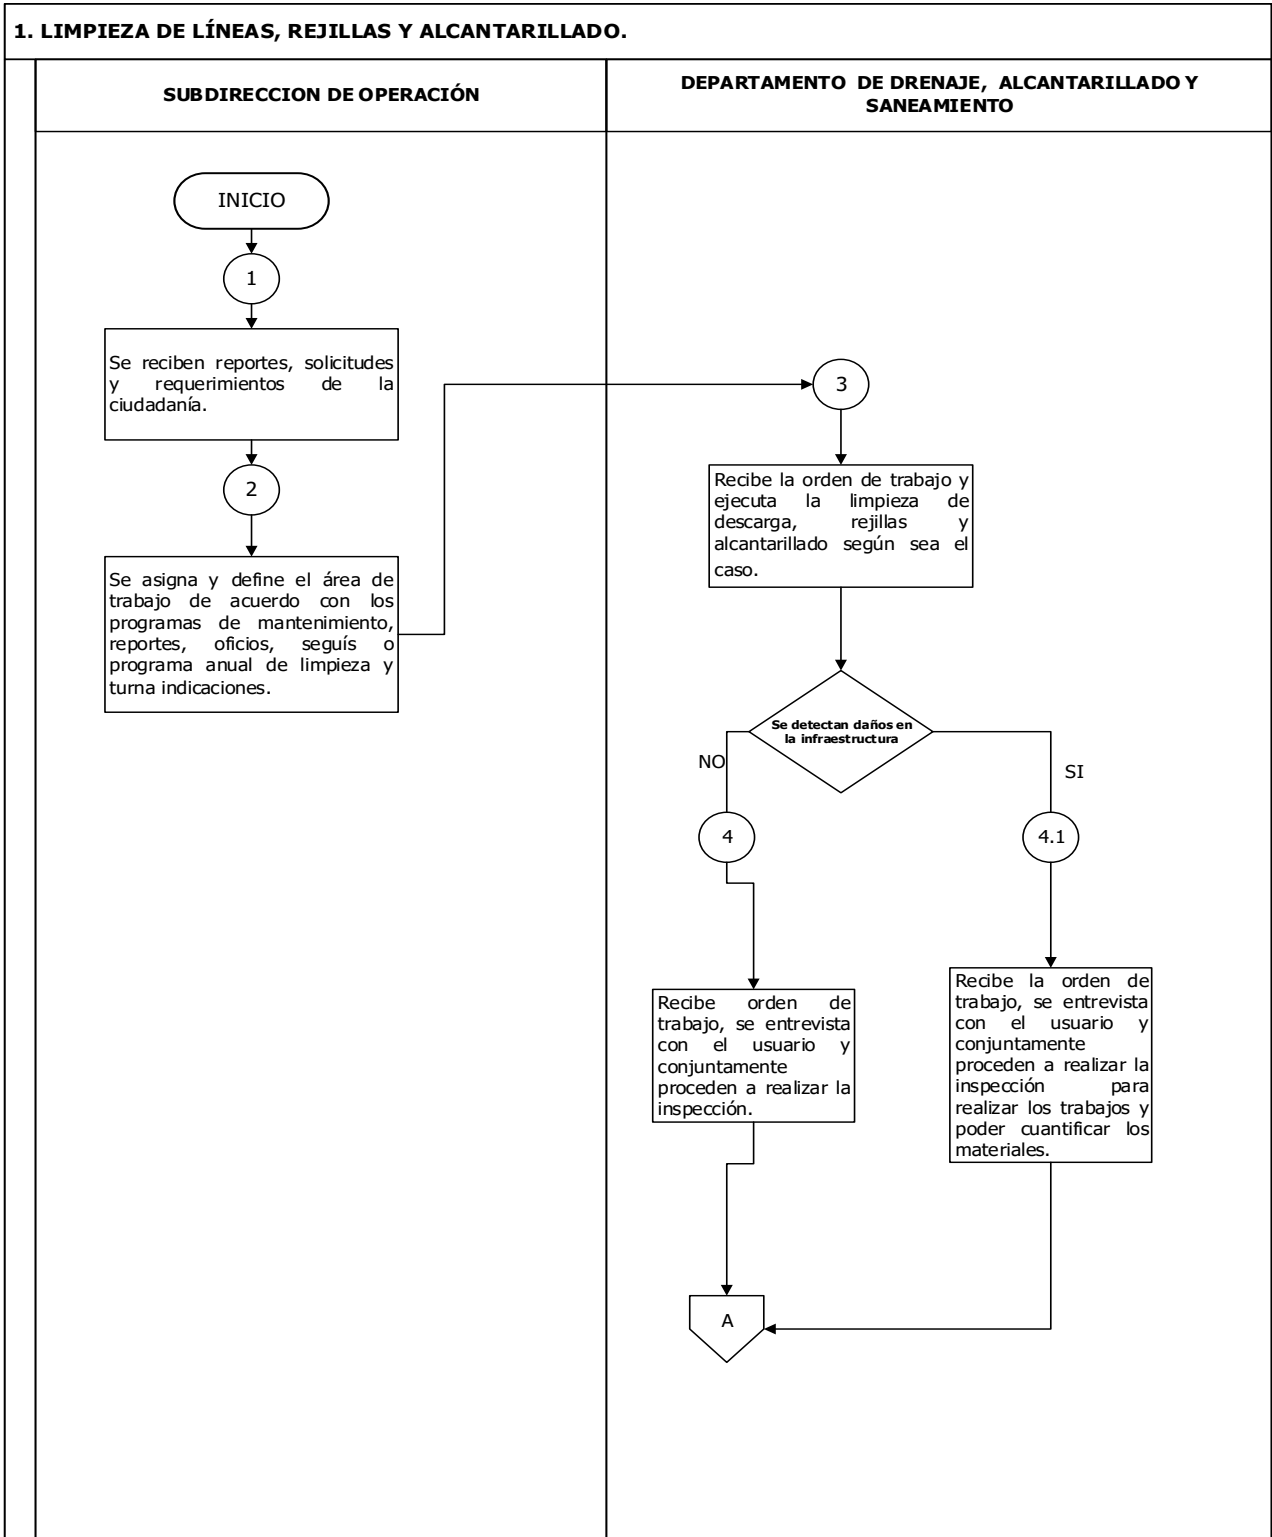 1. LIMPIEZA DE LÍNEAS, REJILLAS Y ALCANTARILLADO.
SUBDIRECCION DE OPERACIÓN
DEPARTAMENTO DE DRENAJE, ALCANTARILLADO Y
SANEAMIENTO
INICIO
1
Se reciben reportes, solicitudes
y requerimientos de la
ciudadanía.
2
Se asigna y define el área de
trabajo de acuerdo con los
programas de mantenimiento,
reportes, oficios, seguís o
programa anual de limpieza y
turna indicaciones.
3
Recibe la orden de trabajo y
ejecuta la limpieza de
descarga, rejillas y
alcantarillado según sea el
caso.
Se detectan daños en
la infraestructura
NO
SI
4
4.1
Recibe orden de
trabajo, se entrevista
con el usuario y
conjuntamente
proceden a realizar la
inspección.
Recibe la orden de
trabajo, se entrevista
con el usuario y
conjuntamente
proceden a realizar la
inspección para
realizar los trabajos y
poder cuantificar los
materiales.
A